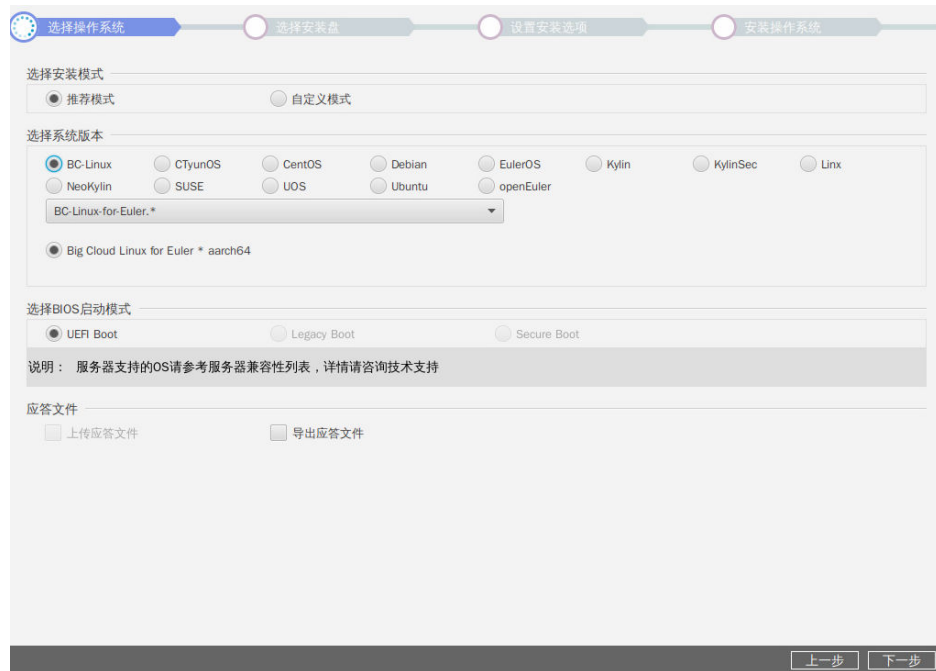 选择操作系统 选择安装盘 设置安装选项 安装操作系统
选择安装模式
推荐模式 自定义模式
选择系统版本
BC-Linux CTyunOS CentOS Debian EulerOS Kylin KylinSec Linx
NeoKylin SUSE UOS Ubuntu openEuler
BC-Linux-for-Euler.*
Big Cloud Linux for Euler * aarch64
选择BIOS启动模式
UEFI Boot Legacy Boot Secure Boot
说明： 服务器支持的OS请参考服务器兼容性列表，详情请咨询技术支持
应答文件
上传应答文件 导出应答文件
上一步 下一步